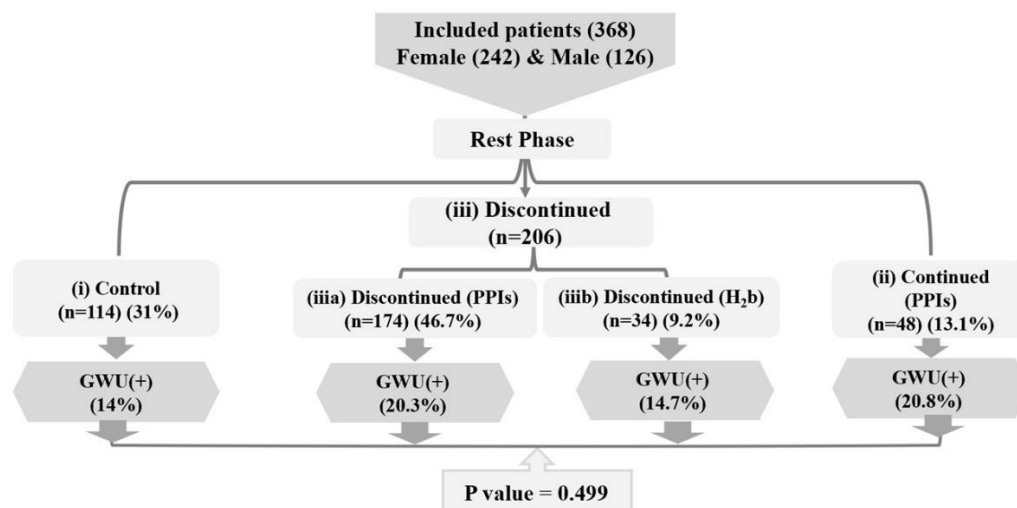 Included patients (368)
Female (242) & Male (126)
Rest Phase
(iii) Discontinued
(n=206)
(i) Control
(n=114) (31%)
(iiia) Discontinued (PPIs)
(n=174) (46.7%)
(iiib) Discontinued (H₂b)
(n=34) (9.2%)
(ii) Continued
(PPIs)
(n=48) (13.1%)
GWU(+)
(14%)
GWU(+)
(20.3%)
GWU(+)
(14.7%)
GWU(+)
(20.8%)
P value = 0.499